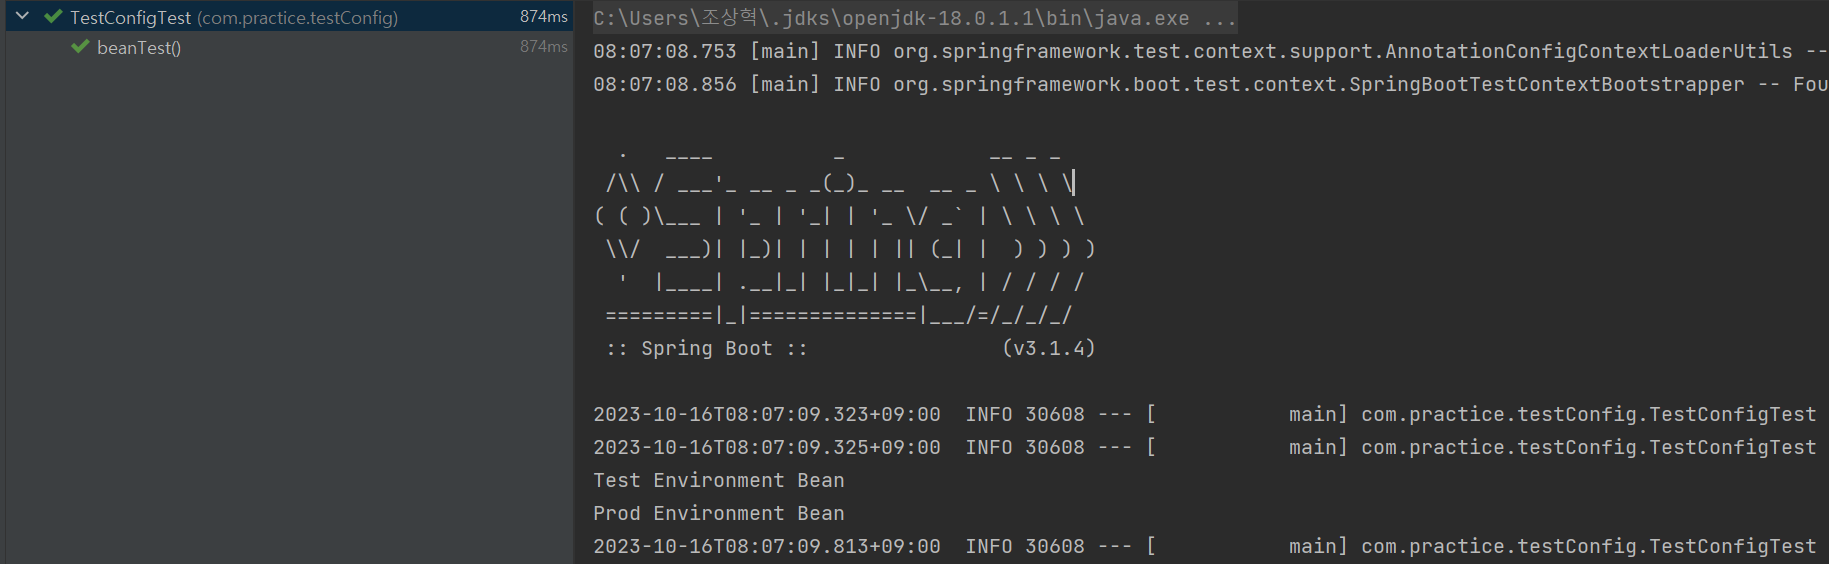 TestConfigTest (com.practice.testConfig) 874ms
beanTest() 874ms
C:\Users\조상혁\.jdks\openjdk-18.0.1.1\bin\java.exe ...
08:07:08.753 [main] INFO org.springframework.test.context.support.AnnotationConfigContextLoaderUtils --
08:07:08.856 [main] INFO org.springframework.boot.test.context.SpringBootTestContextBootstrapper -- Fou
  .   ____          _            __ _ _
 /\\ / ___'_ __ _ _(_)_ __  __ _ \ \ \ \
( ( )\___ | '_ | '_| | '_ \/ _` | \ \ \ \
 \\/  ___)| |_)| | | | | || (_| |  ) ) ) )
  '  |____| .__|_| |_|_| |_\__, | / / / /
 =========|_|==============|___/=/_/_/_/
 :: Spring Boot ::                (v3.1.4)
2023-10-16T08:07:09.323+09:00  INFO 30608 --- [           main] com.practice.testConfig.TestConfigTest
2023-10-16T08:07:09.325+09:00  INFO 30608 --- [           main] com.practice.testConfig.TestConfigTest
Test Environment Bean
Prod Environment Bean
2023-10-16T08:07:09.813+09:00  INFO 30608 --- [           main] com.practice.testConfig.TestConfigTest